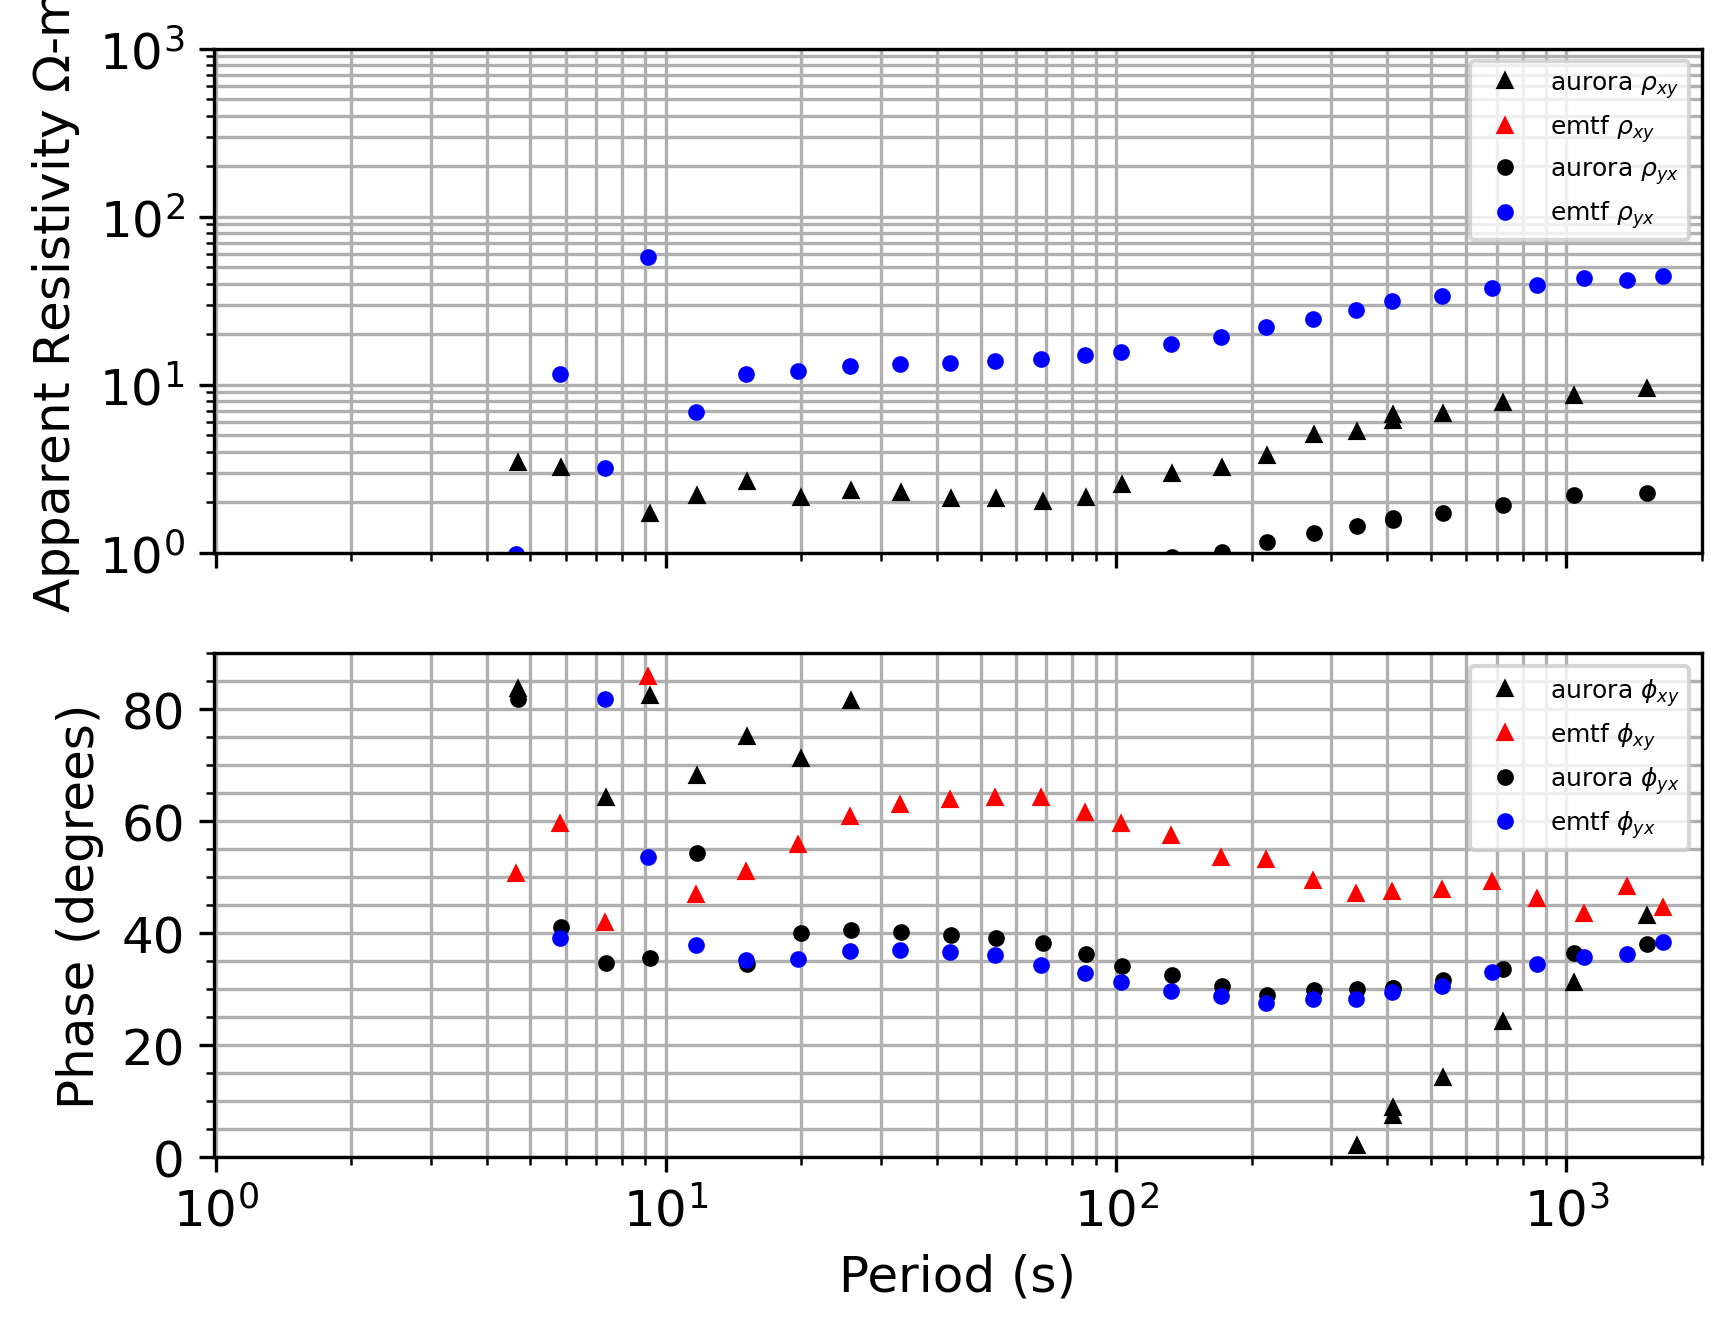 Apparent Resistivity Ω-m
10³
10²
10¹
10⁰
aurora ρxy
emtf ρxy
aurora ρyx
emtf ρyx
Phase (degrees)
80
60
40
20
0
aurora ϕxy
emtf ϕxy
aurora ϕyx
emtf ϕyx
10⁰ 10¹ 10² 10³
Period (s)